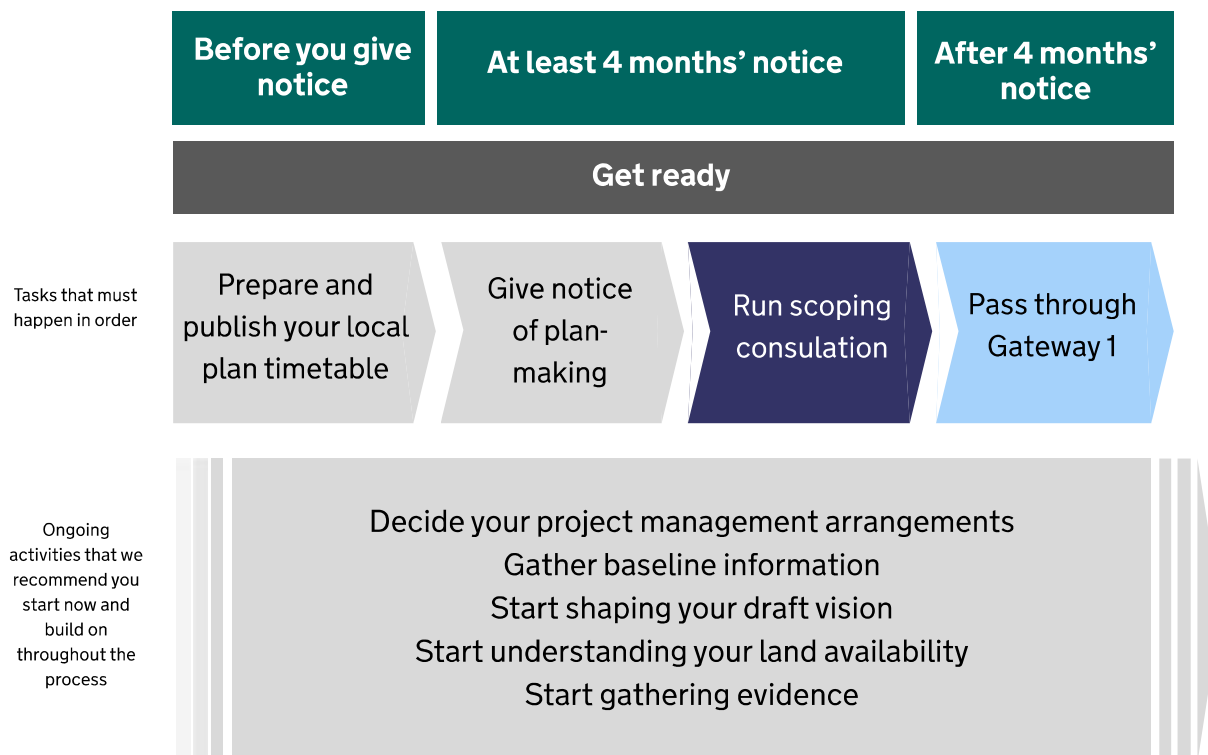 Before you give
notice
At least 4 months’ notice
After 4 months’
notice
Get ready
Tasks that must
happen in order
Prepare and
publish your local
plan timetable
Give notice
of plan-
making
Run scoping
consulation
Pass through
Gateway 1
Ongoing
activities that we
recommend you
start now and
build on
throughout the
process
Decide your project management arrangements
Gather baseline information
Start shaping your draft vision
Start understanding your land availability
Start gathering evidence